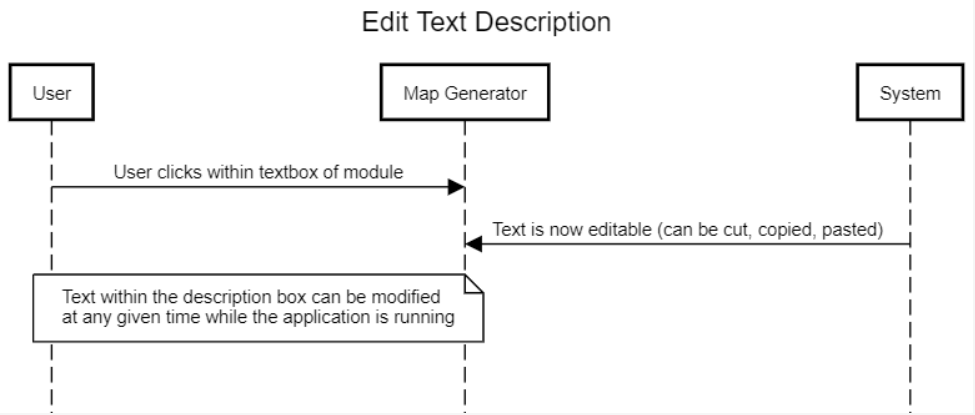 Edit Text Description
User
Map Generator
System
User clicks within textbox of module
Text is now editable (can be cut, copied, pasted)
Text within the description box can be modified
at any given time while the application is running